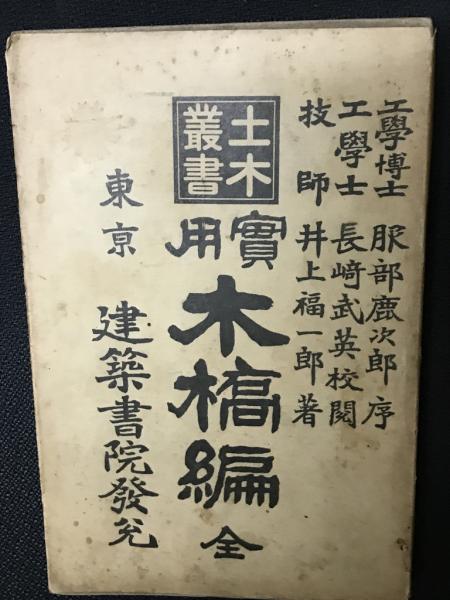 工學博士 服部鹿次郎 序
工學士 長﨑武英校閲
技師 井上福一郎著
土木叢書
實用
木橋編 全
東京 建築書院發兌